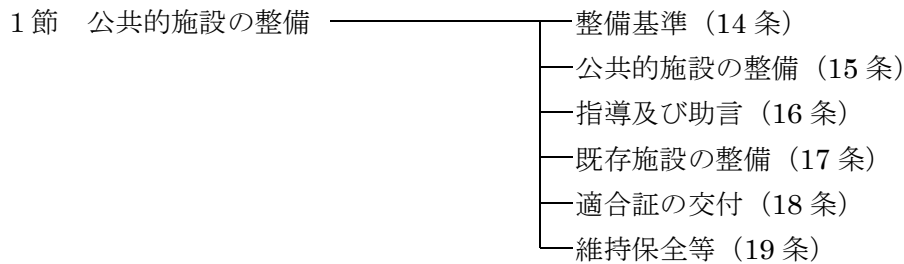 1節　公共的施設の整備　整備基準（14条）
公共的施設の整備（15条）
指導及び助言（16条）
既存施設の整備（17条）
適合証の交付（18条）
維持保全等（19条）